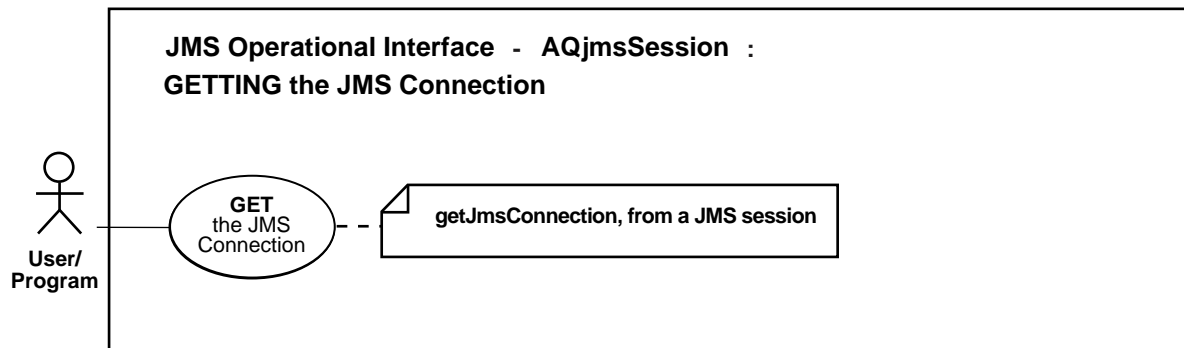 JMS Operational Interface - AQjmsSession :
GETTING the JMS Connection
User/
Program
GET
the JMS
Connection
getJmsConnection, from a JMS session